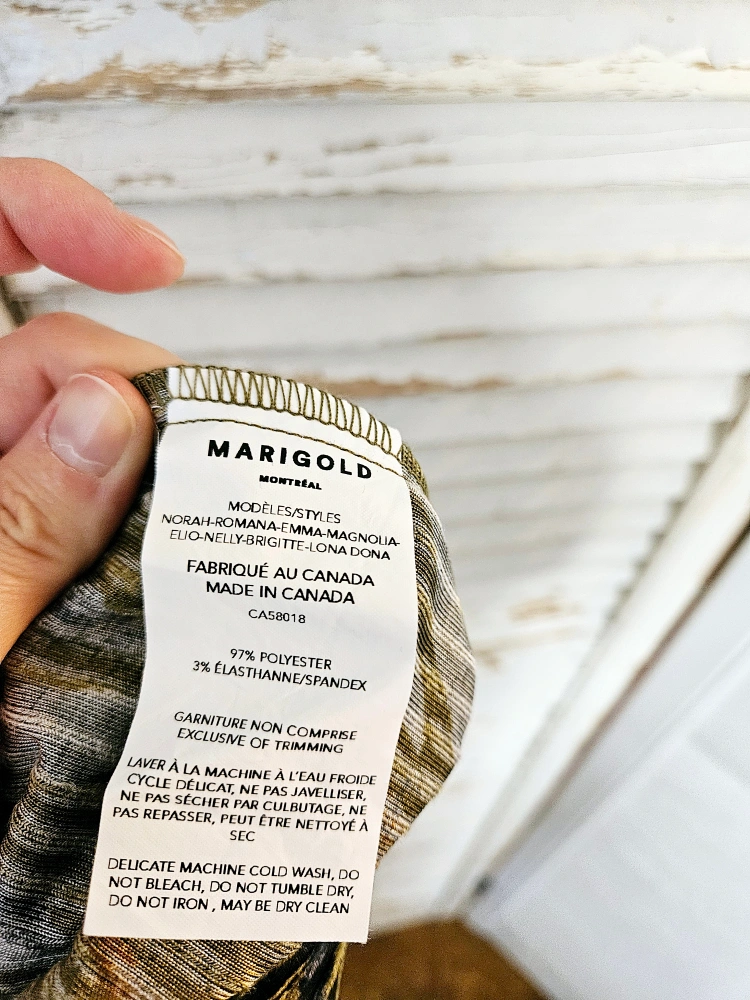 MARIGOLD
MONTRÉAL
MODÈLES/STYLES
NORAH-ROMANA-EMMA-MAGNOLIA-
ELIO-NELLY-BRIGITTE-LONA DONA
FABRIQUÉ AU CANADA
MADE IN CANADA
CA58018
97% POLYESTER
3% ÉLASTHANNE/SPANDEX
GARNITURE NON COMPRISE
EXCLUSIVE OF TRIMMING
LAVER À LA MACHINE À L'EAU FROIDE
CYCLE DÉLICAT, NE PAS JAVELLISER,
NE PAS SÉCHER PAR CULBUTAGE, NE
PAS REPASSER, PEUT ÊTRE NETTOYÉ À
SEC
DELICATE MACHINE COLD WASH, DO
NOT BLEACH, DO NOT TUMBLE DRY,
DO NOT IRON , MAY BE DRY CLEAN